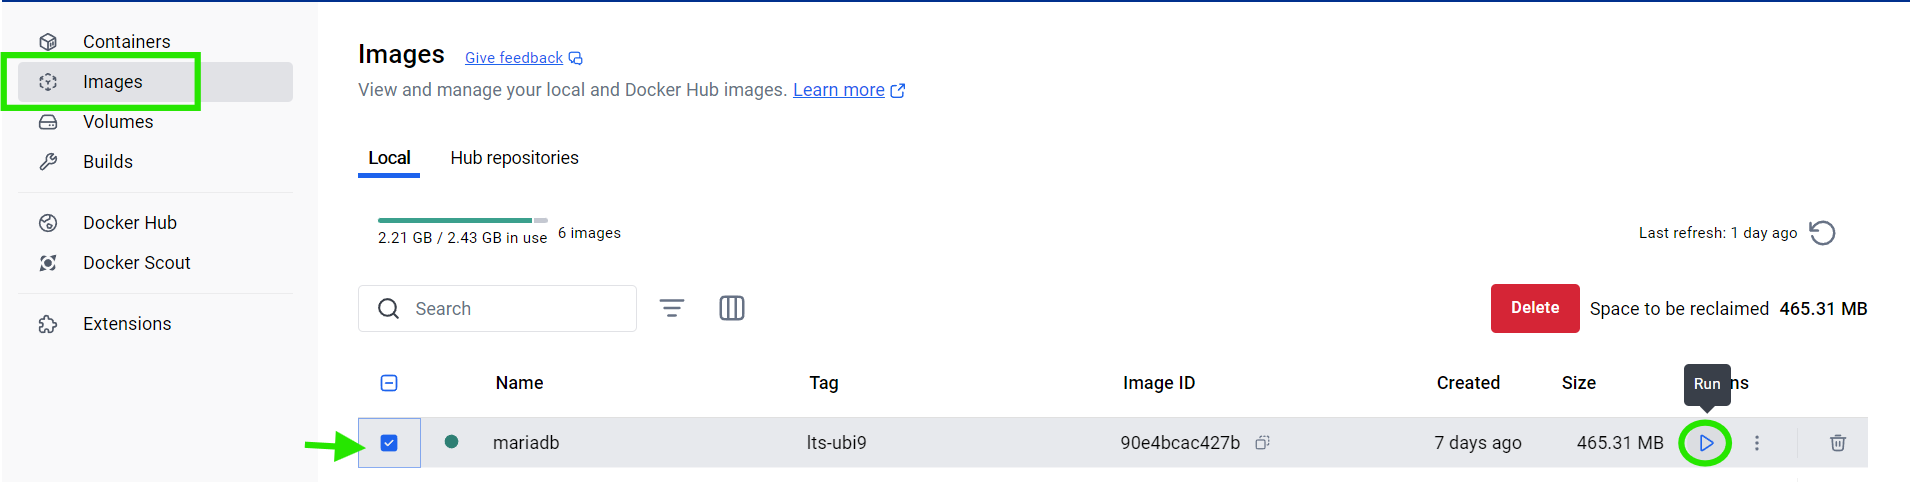 Containers
Images
Volumes
Builds
Docker Hub
Docker Scout
Extensions
Images Give feedback
View and manage your local and Docker Hub images. Learn more
Local Hub repositories
2.21 GB / 2.43 GB in use 6 images
Last refresh: 1 day ago
Search
Delete Space to be reclaimed 465.31 MB
Name Tag Image ID Created Size ns
Run
mariadb lts-ubi9 90e4bcac427b 7 days ago 465.31 MB